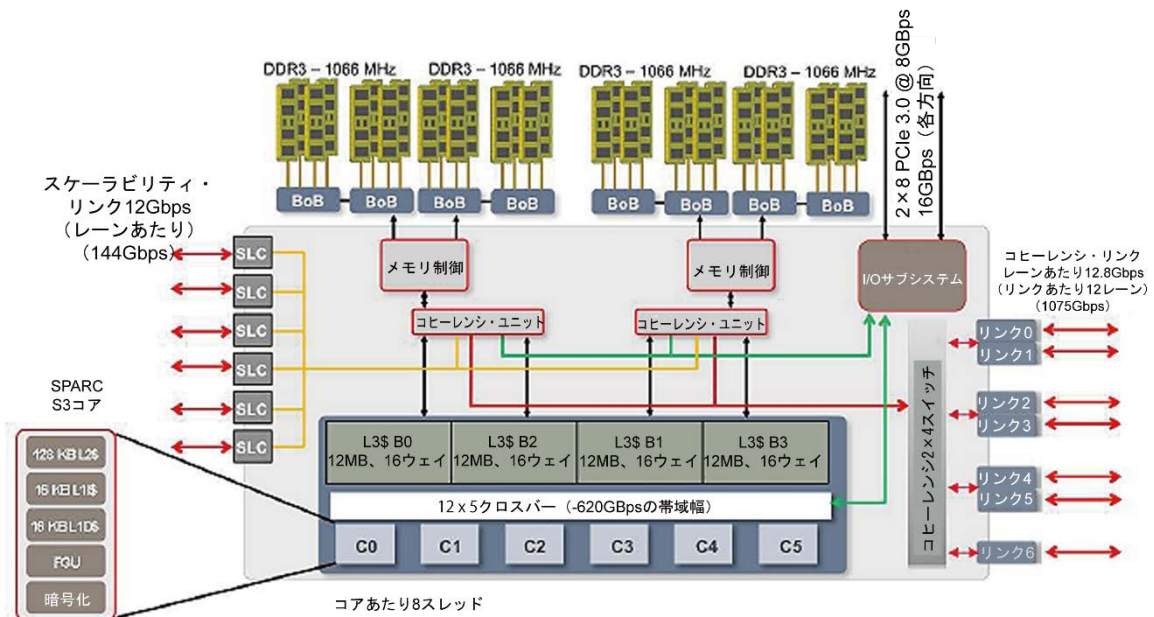 DDR3 – 1066 MHz
DDR3 – 1066 MHz
DDR3 – 1066 MHz
DDR3 – 1066 MHz
2×8 PCIe 3.0 @ 8GBps
16GBps（各方向）
BoB
BoB
BoB
BoB
BoB
BoB
BoB
BoB
スケーラビリティ・
リンク12Gbps
（レーンあたり）
（144Gbps）
SLC
SLC
SLC
SLC
SLC
SLC
メモリ制御
メモリ制御
I/Oサブシステム
コヒーレンシ・ユニット
コヒーレンシ・ユニット
コヒーレンシ・リンク
レーンあたり12.8Gbps
（リンクあたり12レーン）
（1075Gbps）
リンク0
リンク1
リンク2
リンク3
リンク4
リンク5
リンク6
コヒーレンシ2×4スイッチ
SPARC
S3コア
128 KB L2$
16 KB L1I$
16 KB L1D$
FGU
暗号化
L3$ B0
12MB、16ウェイ
L3$ B2
12MB、16ウェイ
L3$ B1
12MB、16ウェイ
L3$ B3
12MB、16ウェイ
12 x 5クロスバー（-620GBpsの帯域幅）
C0
C1
C2
C3
C4
C5
コアあたり8スレッド